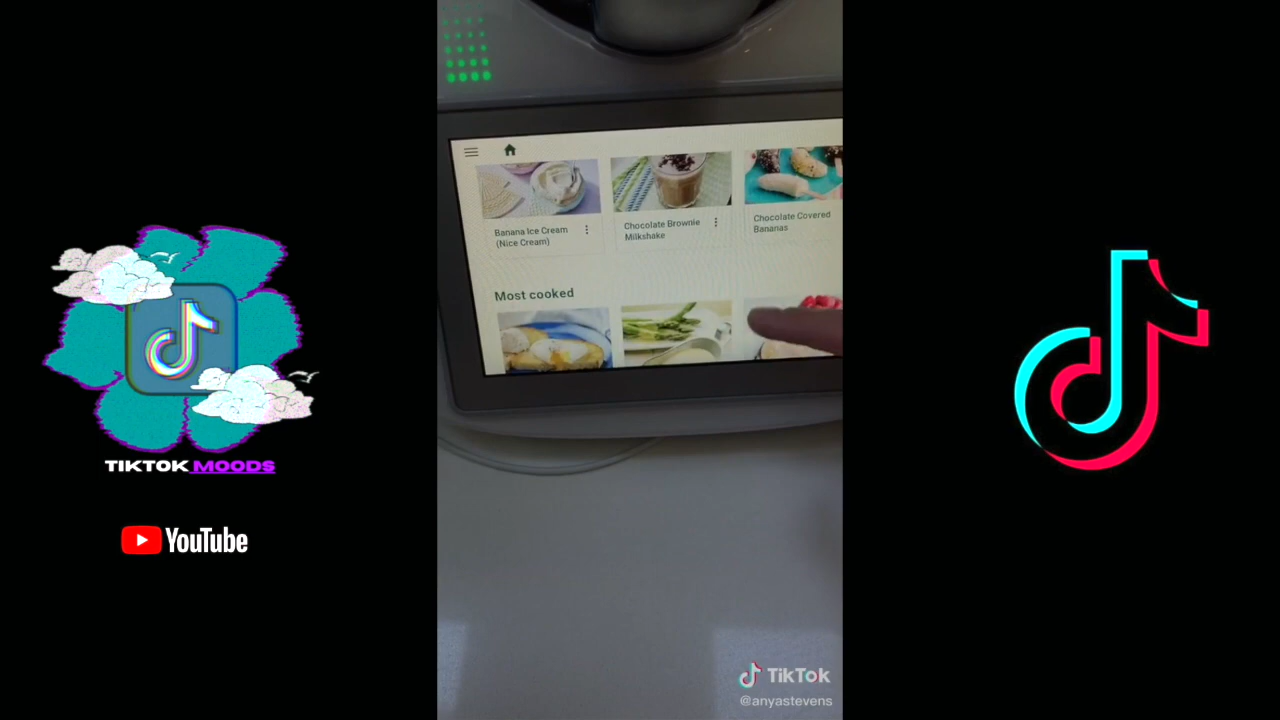 TIKTOK MOODS
YouTube
Banana Ice Cream
(Nice Cream)
Chocolate Brownie
Milkshake
Chocolate Covered
Bananas
Most cooked
TikTok
@anyastevens